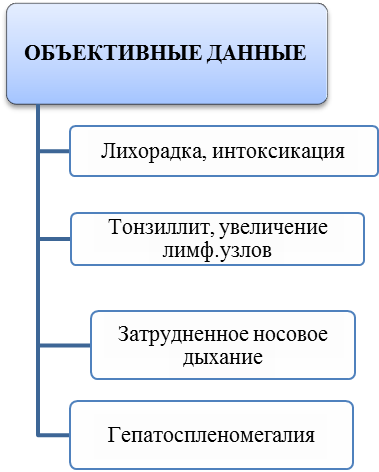 ОБЪЕКТИВНЫЕ ДАННЫЕ
Лихорадка, интоксикация
Тонзиллит, увеличение
лимф.узлов
Затрудненное носовое
дыхание
Гепатоспленомегалия